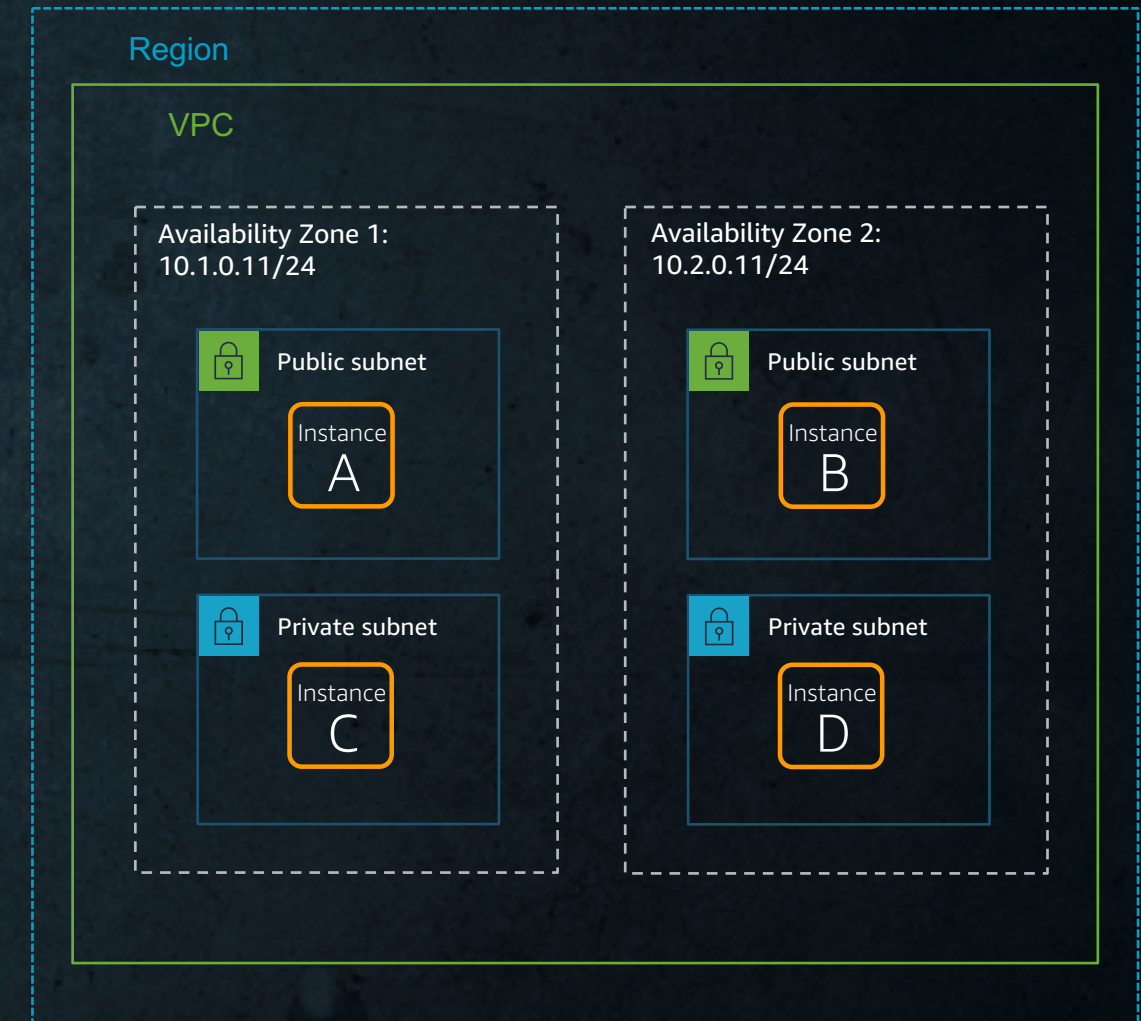 Region
VPC
Availability Zone 1:
10.1.0.11/24
Public subnet
Instance
A
Private subnet
Instance
C
Availability Zone 2:
10.2.0.11/24
Public subnet
Instance
B
Private subnet
Instance
D